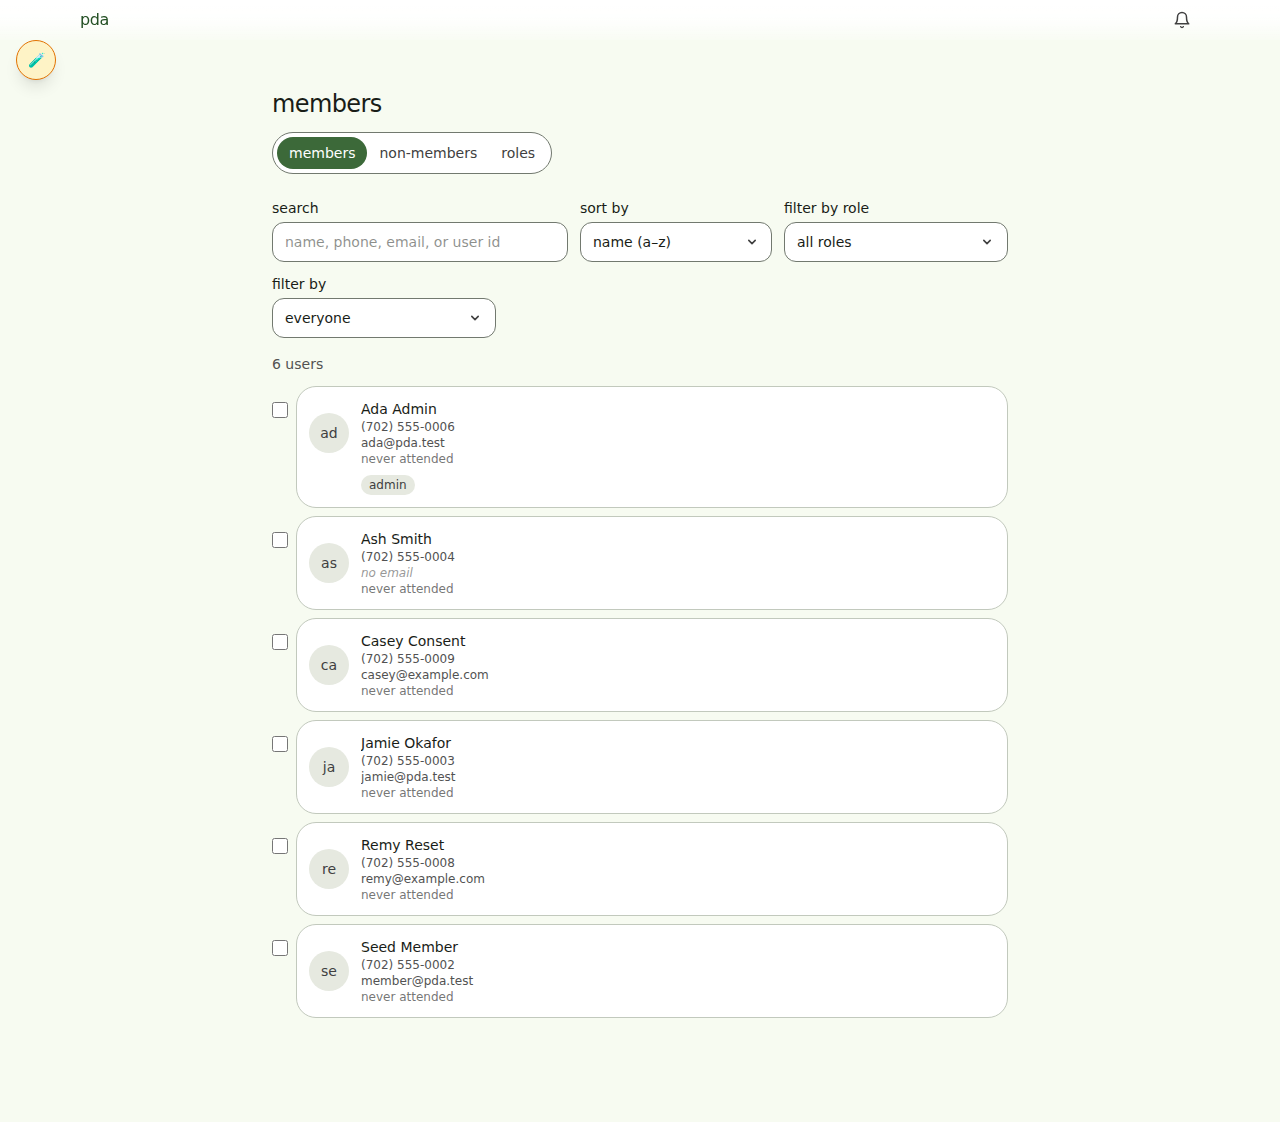 pda
members
members non-members roles
search sort by filter by role
name, phone, email, or user id name (a–z) all roles
filter by
everyone
6 users
ad
Ada Admin
(702) 555-0006
ada@pda.test
never attended
admin
as
Ash Smith
(702) 555-0004
no email
never attended
ca
Casey Consent
(702) 555-0009
casey@example.com
never attended
ja
Jamie Okafor
(702) 555-0003
jamie@pda.test
never attended
re
Remy Reset
(702) 555-0008
remy@example.com
never attended
se
Seed Member
(702) 555-0002
member@pda.test
never attended